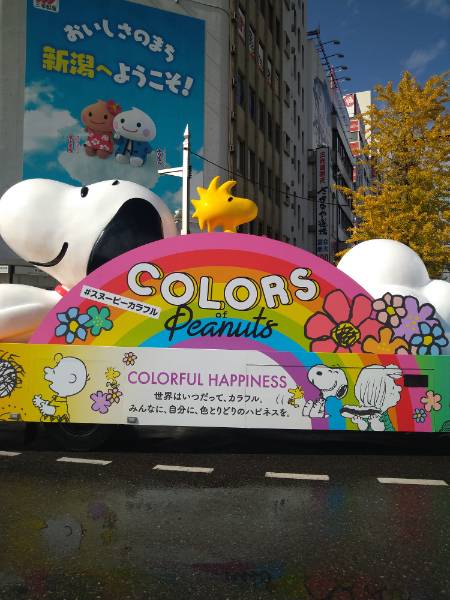 おいしさのまち
新潟へようこそ!
#スヌーピーカラフル
COLORS
of
Peanuts
COLORFUL HAPPINESS
世界はいつだって、カラフル。
みんなに、自分に、色とりどりのハピネスを。